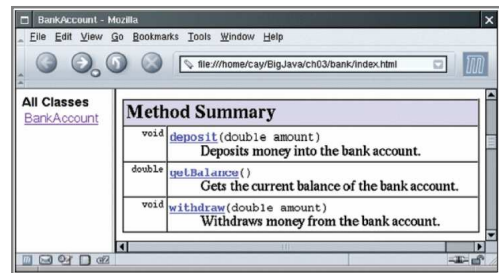 BankAccount - Mozilla
File Edit View Go Bookmarks Tools Window Help
file:///home/cay/BigJava/ch03/bank/index.html
All Classes
BankAccount
Method Summary
void deposit(double amount)
Deposits money into the bank account.
double getBalance()
Gets the current balance of the bank account.
void withdraw(double amount)
Withdraws money from the bank account.